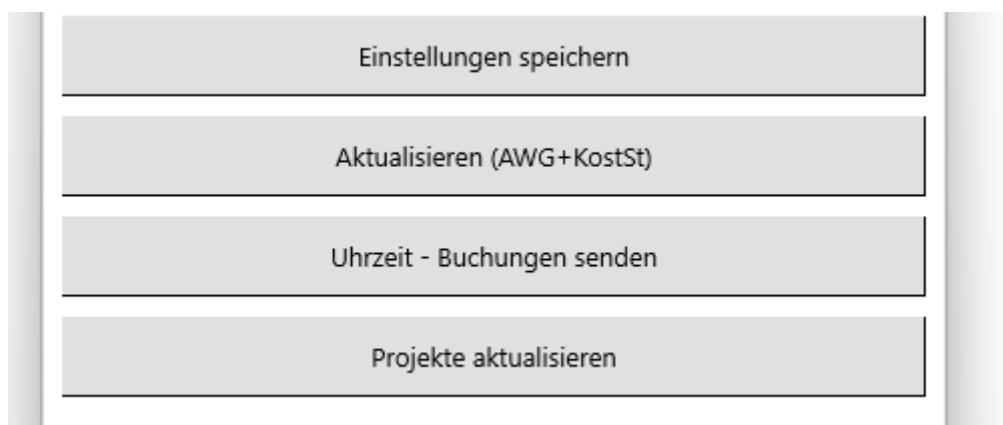 Einstellungen speichern
Aktualisieren (AWG+KostSt)
Uhrzeit - Buchungen senden
Projekte aktualisieren